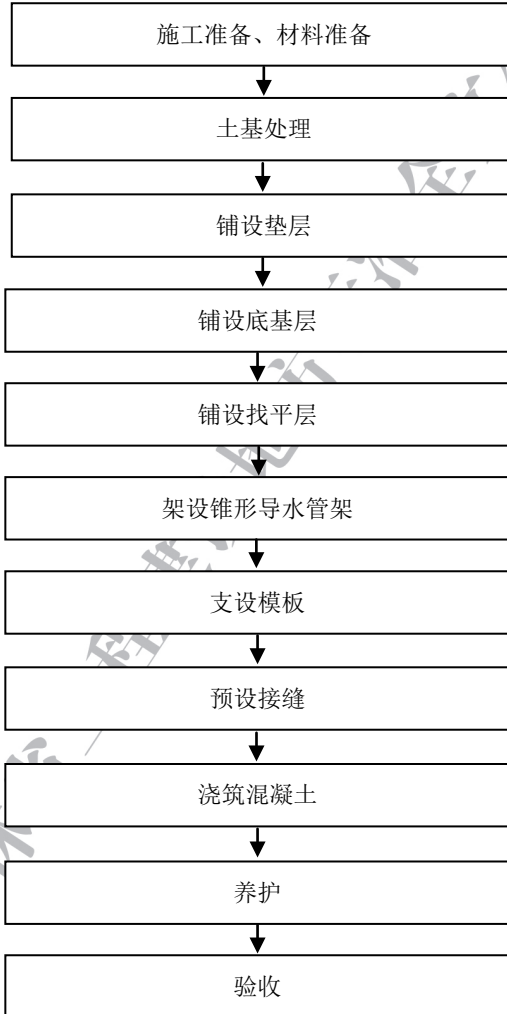 施工准备、材料准备
土基处理
铺设垫层
铺设底基层
铺设找平层
架设锥形导水管架
支设模板
预设接缝
浇筑混凝土
养护
验收